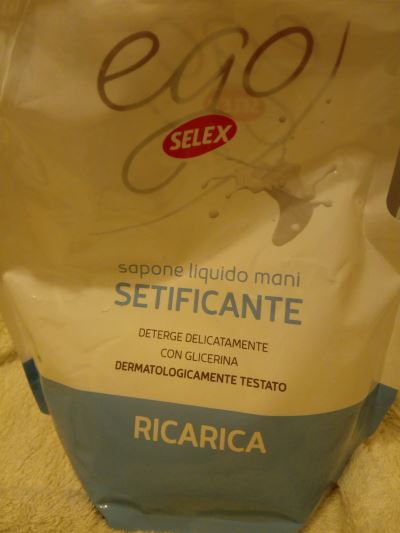 ego
SELEX
sapone liquido mani
SETIFICANTE
DETERGE DELICATAMENTE
CON GLICERINA
DERMATOLOGICAMENTE TESTATO
RICARICA